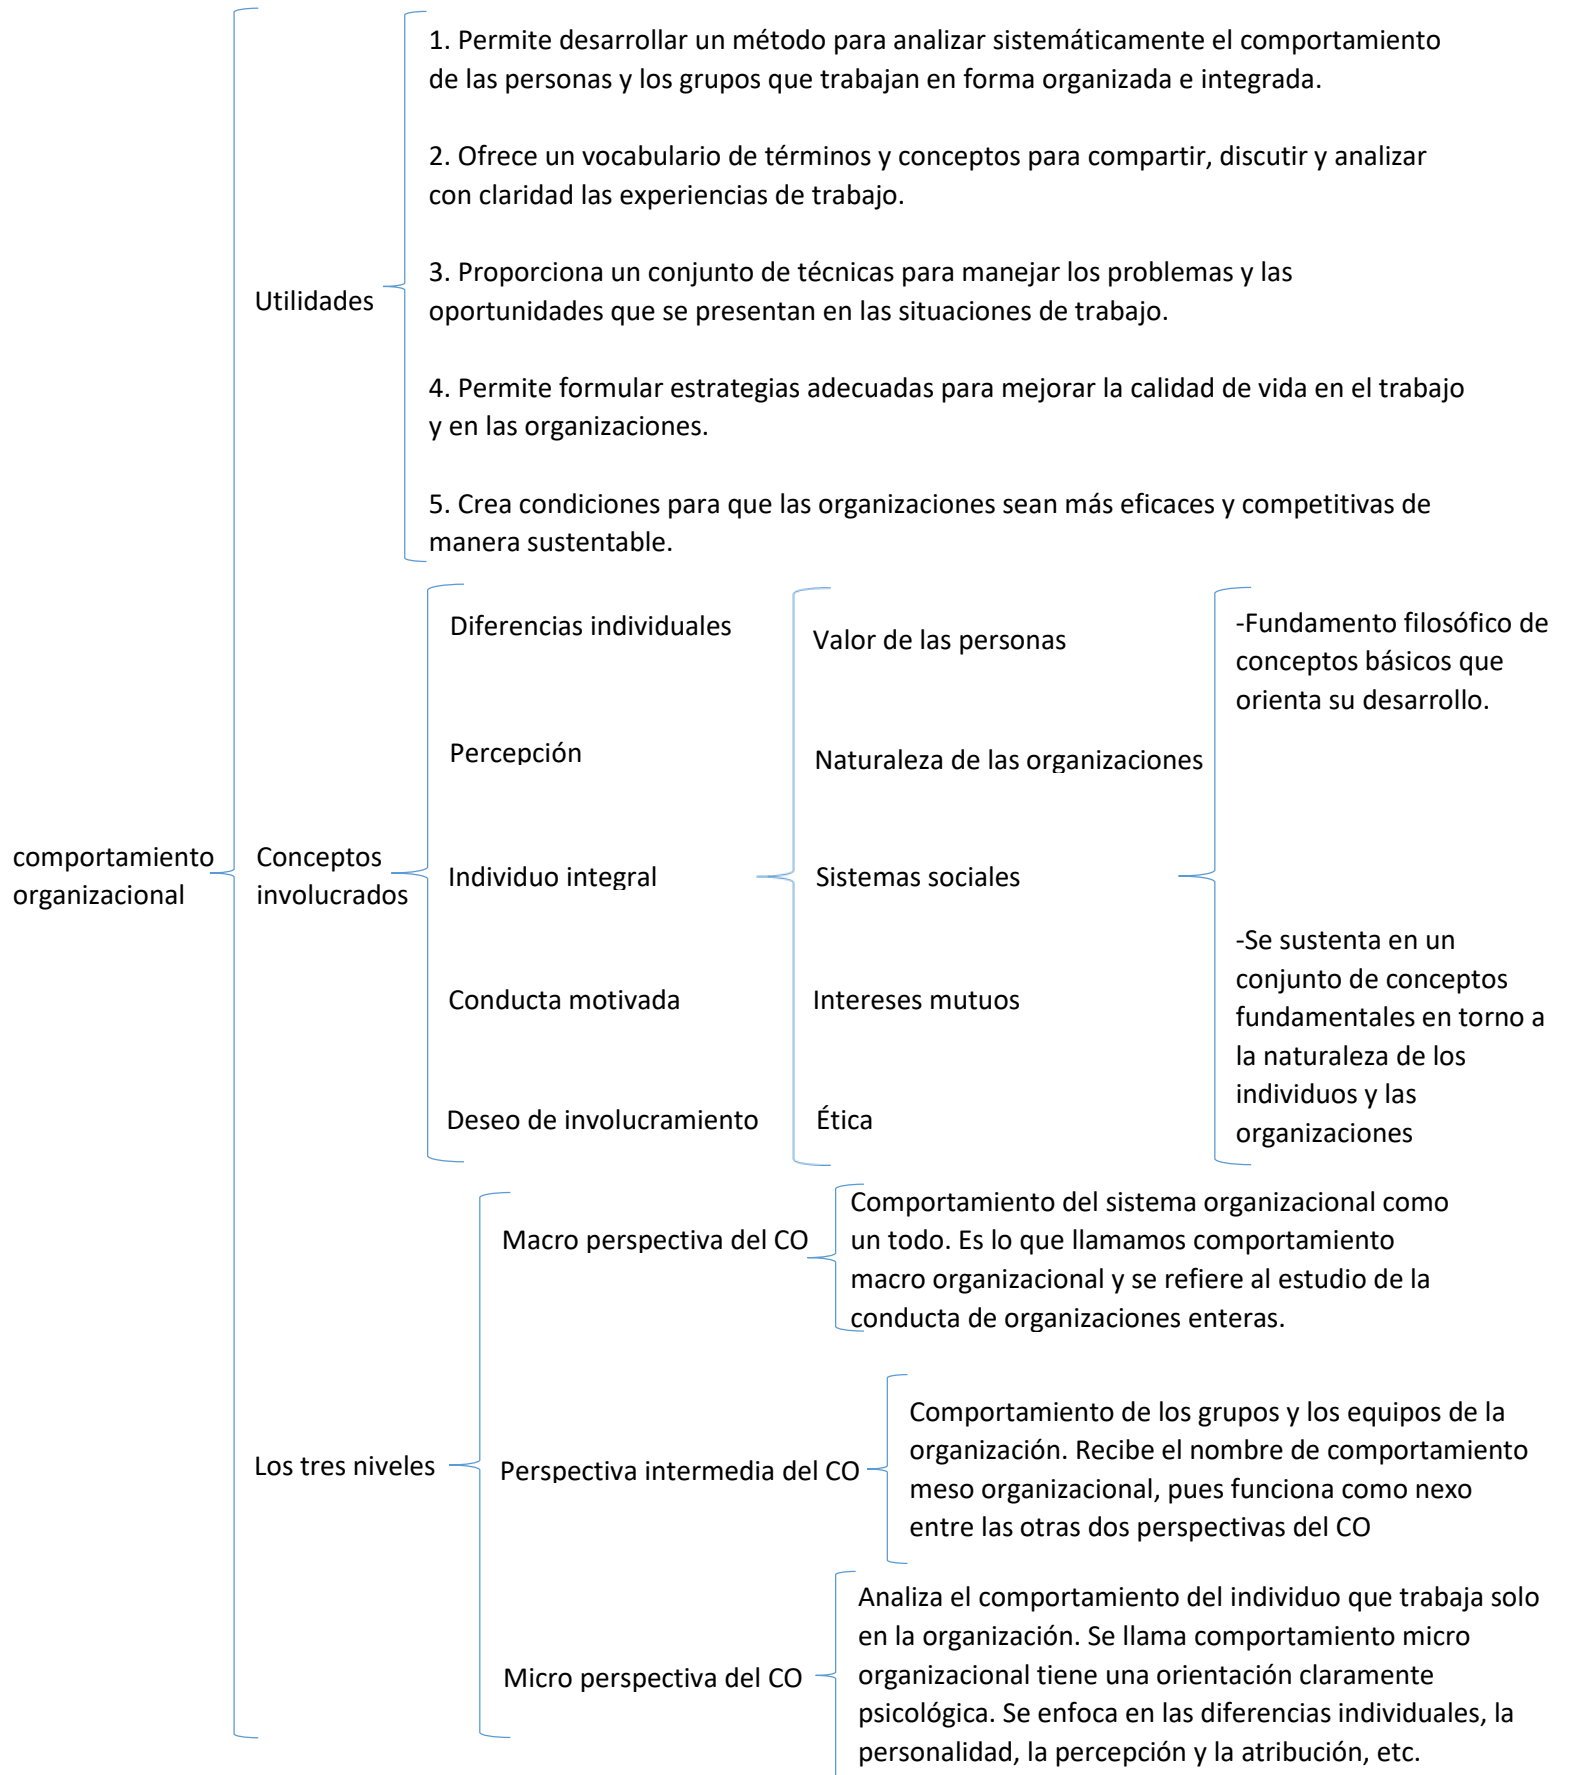 1. Permite desarrollar un método para analizar sistemáticamente el comportamiento
de las personas y los grupos que trabajan en forma organizada e integrada.
2. Ofrece un vocabulario de términos y conceptos para compartir, discutir y analizar
con claridad las experiencias de trabajo.
3. Proporciona un conjunto de técnicas para manejar los problemas y las
oportunidades que se presentan en las situaciones de trabajo.
Utilidades
4. Permite formular estrategias adecuadas para mejorar la calidad de vida en el trabajo
y en las organizaciones.
5. Crea condiciones para que las organizaciones sean más eficaces y competitivas de
manera sustentable.
comportamiento
organizacional
Conceptos
involucrados
Diferencias individuales
Percepción
Individuo integral
Conducta motivada
Deseo de involucramiento
Valor de las personas
Naturaleza de las organizaciones
Sistemas sociales
Intereses mutuos
Ética
-Fundamento filosófico de
conceptos básicos que
orienta su desarrollo.
-Se sustenta en un
conjunto de conceptos
fundamentales en torno a
la naturaleza de los
individuos y las
organizaciones
Los tres niveles
Macro perspectiva del CO
Comportamiento del sistema organizacional como
un todo. Es lo que llamamos comportamiento
macro organizacional y se refiere al estudio de la
conducta de organizaciones enteras.
Perspectiva intermedia del CO
Comportamiento de los grupos y los equipos de la
organización. Recibe el nombre de comportamiento
meso organizacional, pues funciona como nexo
entre las otras dos perspectivas del CO
Micro perspectiva del CO
Analiza el comportamiento del individuo que trabaja solo
en la organización. Se llama comportamiento micro
organizacional tiene una orientación claramente
psicológica. Se enfoca en las diferencias individuales, la
personalidad, la percepción y la atribución, etc.